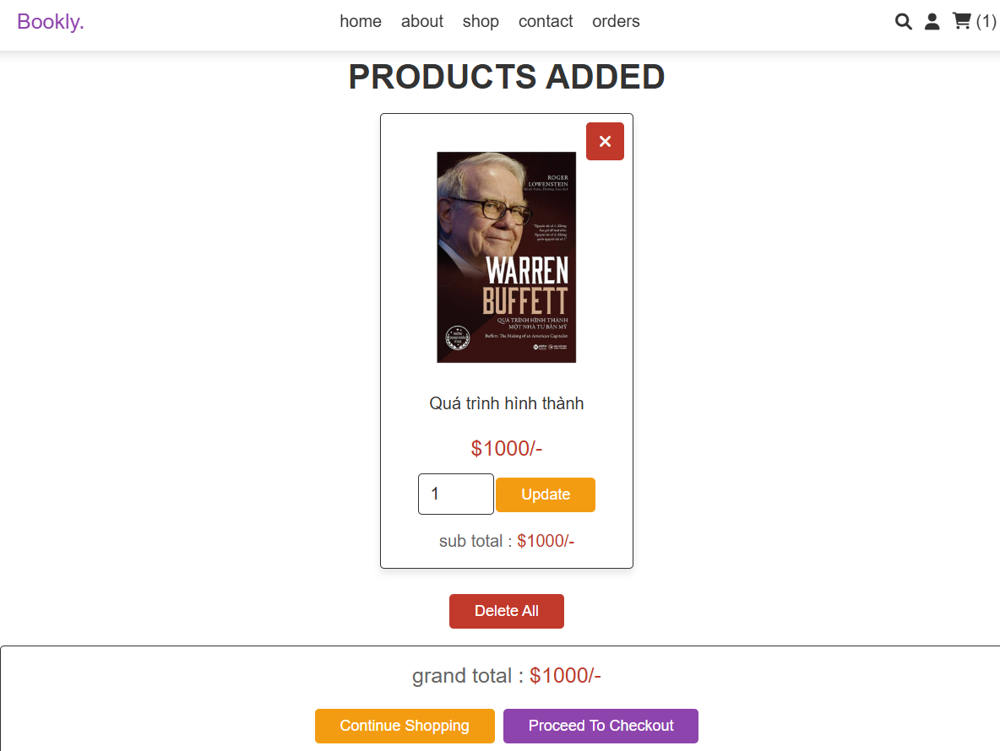 Bookly.
home about shop contact orders
(1)
PRODUCTS ADDED
ROGER
LOWENSTEIN
WARREN
BUFFETT
QUÁ TRÌNH HÌNH THÀNH
MỘT NHÀ TƯ BẢN MỸ
Buffett: The Making of an American Capitalist
Quá trình hình thành
$1000/-
1
Update
sub total : $1000/-
Delete All
grand total : $1000/-
Continue Shopping
Proceed To Checkout